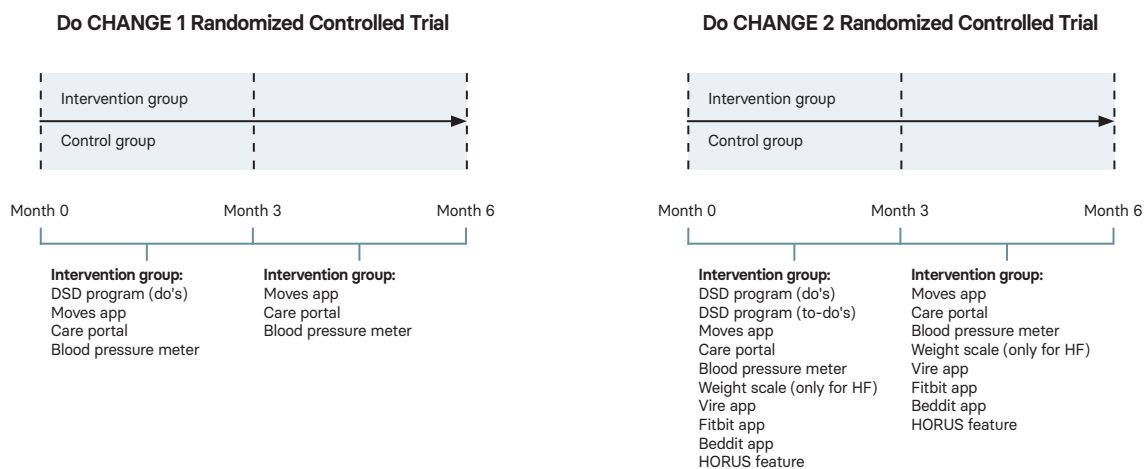 Do CHANGE 1 Randomized Controlled Trial
Intervention group
Control group
Month 0
Month 3
Month 6
Intervention group:
DSD program (do's)
Moves app
Care portal
Blood pressure meter
Intervention group:
Moves app
Care portal
Blood pressure meter
Do CHANGE 2 Randomized Controlled Trial
Intervention group
Control group
Month 0
Month 3
Month 6
Intervention group:
DSD program (do's)
DSD program (to-do's)
Moves app
Care portal
Blood pressure meter
Weight scale (only for HF)
Vire app
Fitbit app
Beddit app
HORUS feature
Intervention group:
Moves app
Care portal
Blood pressure meter
Weight scale (only for HF)
Vire app
Fitbit app
Beddit app
HORUS feature